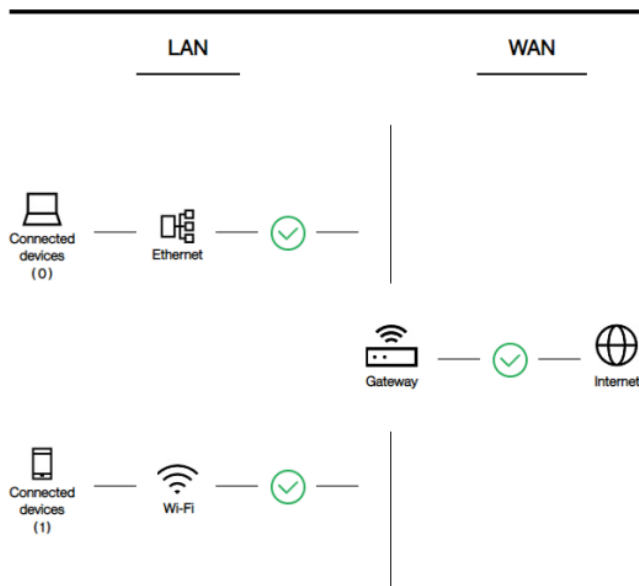 LAN
WAN
Connected
devices
(0)
Ethernet
Gateway
Internet
Connected
devices
(1)
Wi-Fi